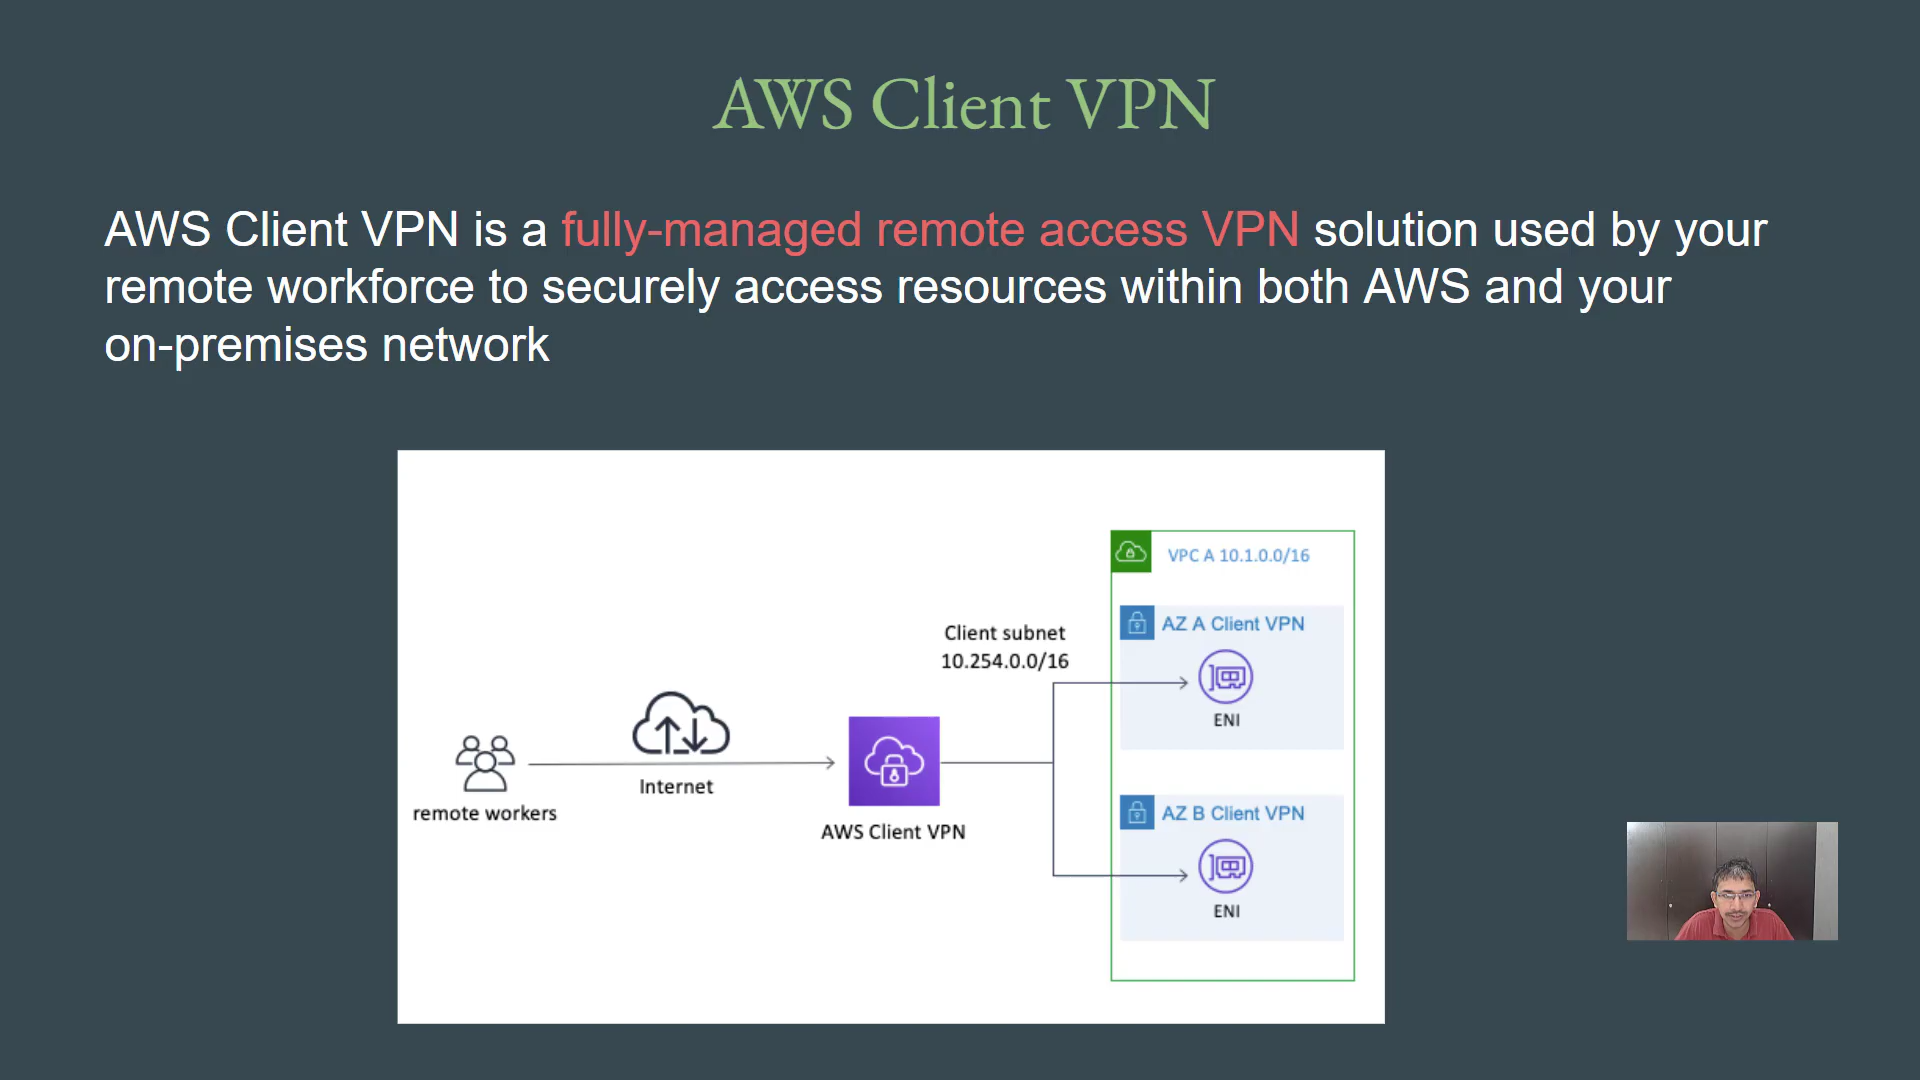 AWS Client VPN
AWS Client VPN is a fully-managed remote access VPN solution used by your
remote workforce to securely access resources within both AWS and your
on-premises network
VPC A 10.1.0.0/16
AZ A Client VPN
Client subnet
10.254.0.0/16
ENI
Internet
remote workers
AWS Client VPN
AZ B Client VPN
ENI